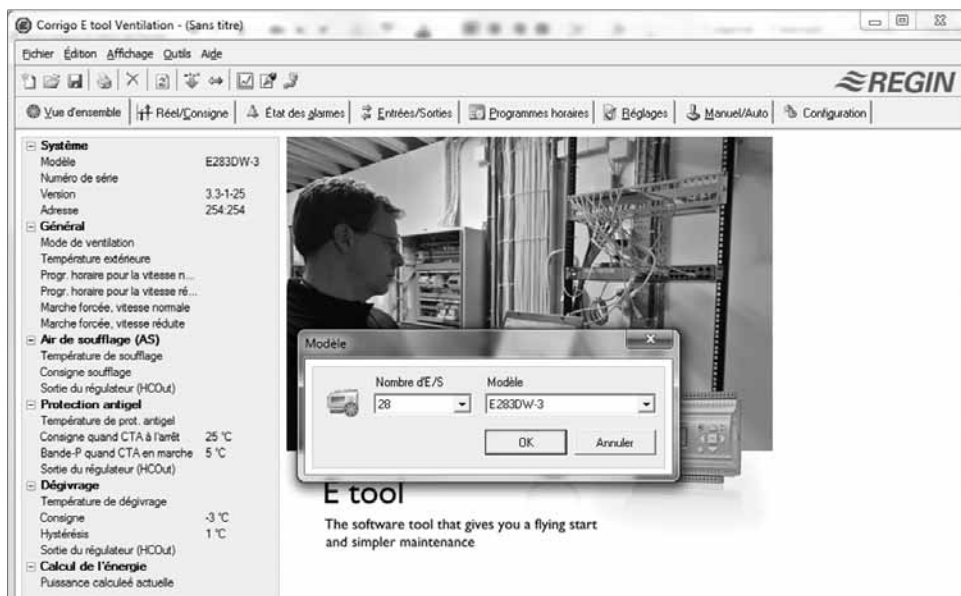 Corrigo E tool Ventilation - (Sans titre)
Fichier Édition Affichage Outils Aide
REGIN
Vue d'ensemble Réel/Consigne État des alarmes Entrées/Sorties Programmes horaires Réglages Manuel/Auto Configuration
Système
Modèle E283DW-3
Numéro de série
Version 3.3-1-25
Adresse 254:254
Général
Mode de ventilation
Température extérieure
Progr. horaire pour la vitesse n...
Progr. horaire pour la vitesse ré...
Marche forcée, vitesse normale
Marche forcée, vitesse réduite
Air de soufflage (AS)
Température de soufflage
Consigne soufflage
Sortie du régulateur (HCOut)
Protection antigel
Température de prot. antigel
Consigne quand CTA à l'arrêt 25 °C
Bande-P quand CTA en marche 5 °C
Sortie du régulateur (HCOut)
Dégivrage
Température de dégivrage
Consigne -3 °C
Hystérésis 1 °C
Sortie du régulateur (HCOut)
Calcul de l'énergie
Puissance calculeé actuelle
Modèle
Nombre d'E/S Modèle
28 E283DW-3
OK Annuler
E tool
The software tool that gives you a flying start
and simpler maintenance